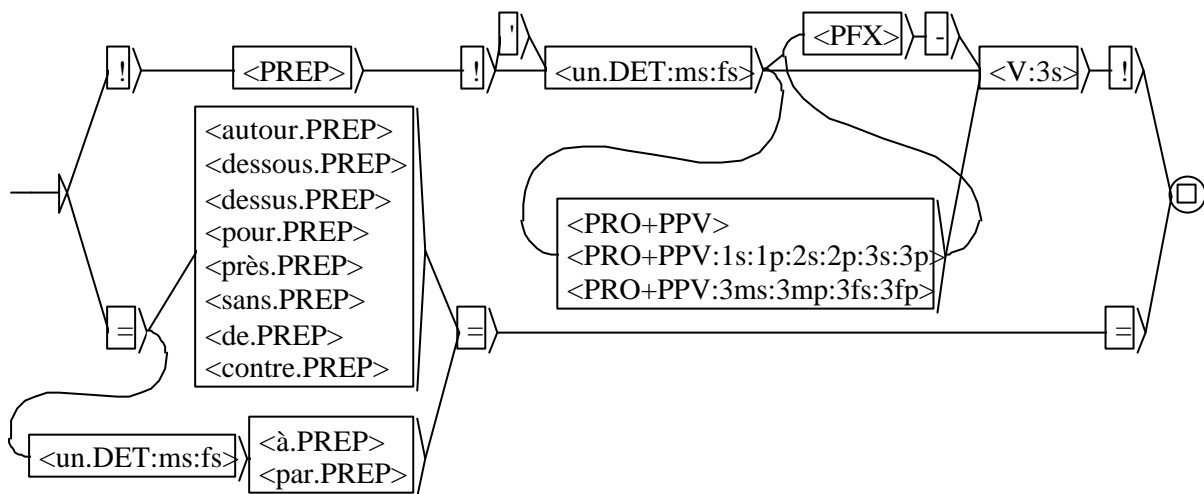 ! <PREP> ! ' <un.DET:ms:fs> <PFX> - <V:3s> !
<autour.PREP>
<dessous.PREP>
<dessus.PREP>
<pour.PREP>
<près.PREP>
<sans.PREP>
<de.PREP>
<contre.PREP>
<PRO+PPV>
<PRO+PPV:1s:1p:2s:2p:3s:3p>
<PRO+PPV:3ms:3mp:3fs:3fp>
= = =
<un.DET:ms:fs>
<à.PREP>
<par.PREP>